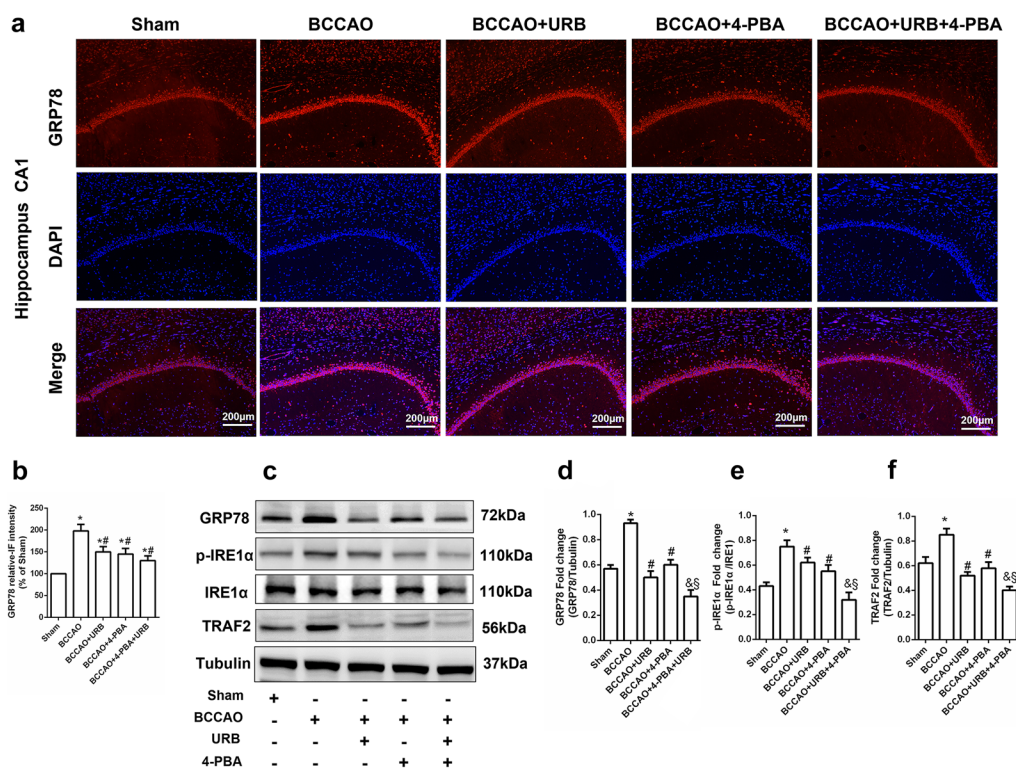 a
Sham BCCAO BCCAO+URB BCCAO+4-PBA BCCAO+URB+4-PBA
Hippocampus CA1
GRP78
DAPI
Merge
200μm 200μm 200μm 200μm 200μm
b
GRP78 relative-IF intensity
(% of Sham)
250
200
150
100
50
0
* *# *# *#
Sham BCCAO BCCAO+URB BCCAO+4-PBA BCCAO+4-PBA+URB
c
GRP78 72kDa
p-IRE1α 110kDa
IRE1α 110kDa
TRAF2 56kDa
Tubulin 37kDa
Sham + - - - -
BCCAO - + + + +
URB - - + - +
4-PBA - - - + +
d
GRP78 Fold change
(GRP78/Tubulin)
1.0
0.8
0.6
0.4
0.2
0.0
* # # &§
Sham BCCAO BCCAO+URB BCCAO+4-PBA BCCAO+4-PBA+URB
e
p-IRE1α Fold change
(p-IRE1α /IRE1)
1.0
0.8
0.6
0.4
0.2
0.0
* # # &§
Sham BCCAO BCCAO+URB BCCAO+4-PBA BCCAO+URB+4-PBA
f
TRAF2 Fold change
(TRAF2/Tubulin)
1.0
0.8
0.6
0.4
0.2
0.0
* # # &§
Sham BCCAO BCCAO+URB BCCAO+4-PBA BCCAO+URB+4-PBA